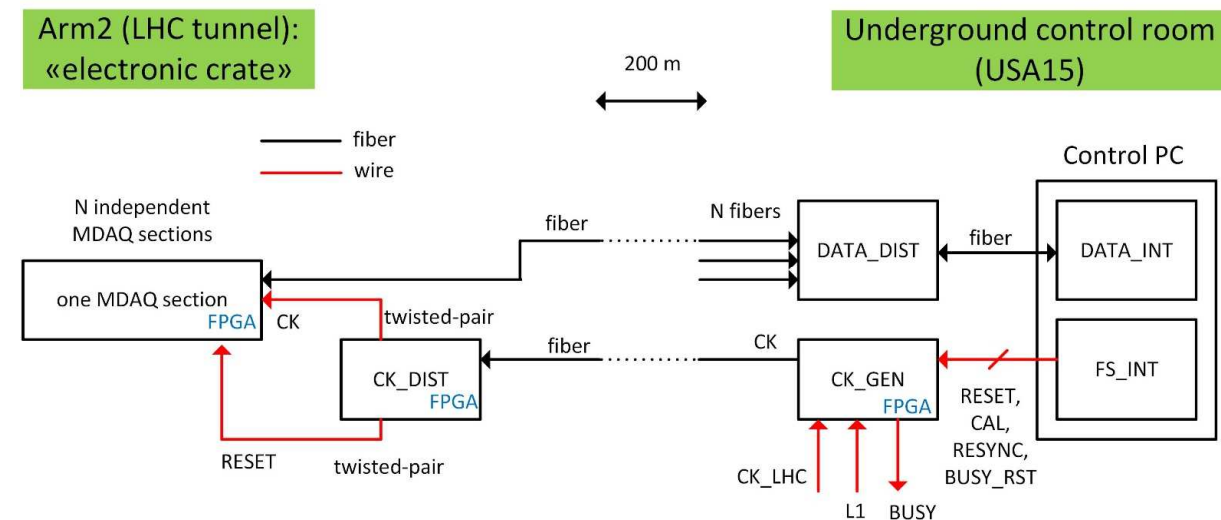 Arm2 (LHC tunnel):
«electronic crate»
Underground control room
(USA15)
200 m
fiber
wire
Control PC
N independent
MDAQ sections
fiber
N fibers
DATA_DIST
fiber
DATA_INT
one MDAQ section
FPGA
CK
twisted-pair
fiber
CK
CK_DIST
FPGA
CK_GEN
FPGA
FS_INT
RESET,
CAL,
RESYNC,
BUSY_RST
RESET
twisted-pair
CK_LHC
L1
BUSY